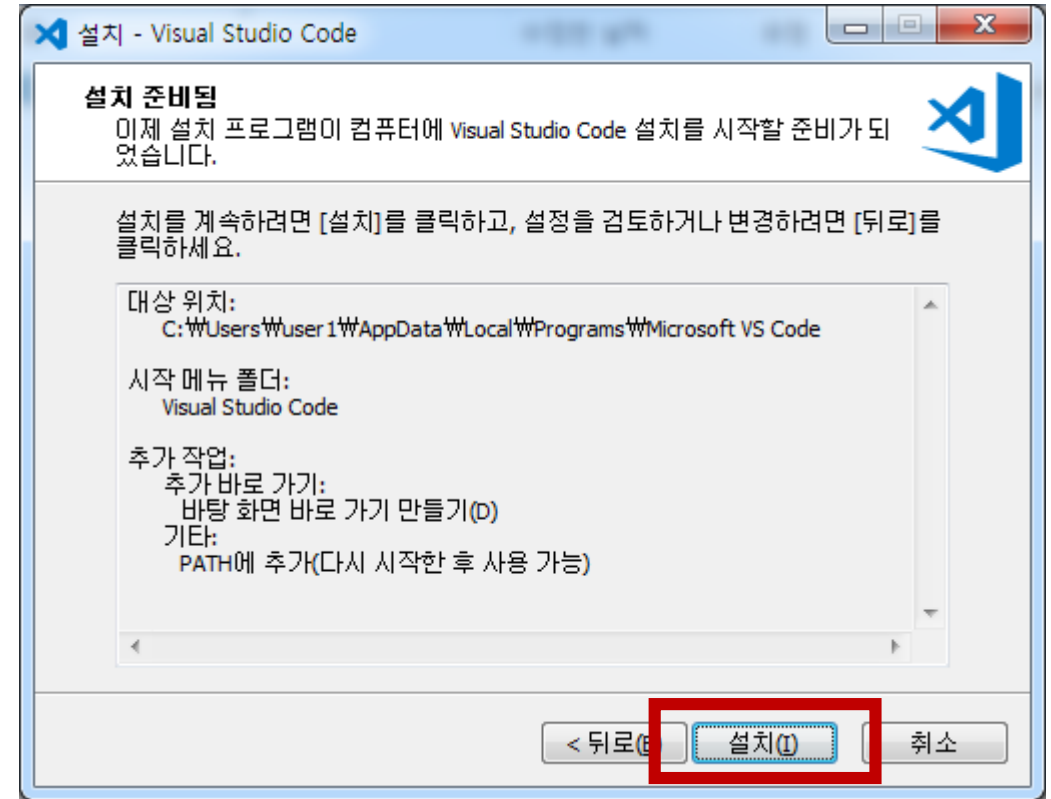 설치 - Visual Studio Code
설치 준비됨
이제 설치 프로그램이 컴퓨터에 Visual Studio Code 설치를 시작할 준비가 되
었습니다.
설치를 계속하려면 [설치]를 클릭하고, 설정을 검토하거나 변경하려면 [뒤로]를
클릭하세요.
대상 위치:
C:₩Users₩user1₩AppData₩Local₩Programs₩Microsoft VS Code
시작 메뉴 폴더:
Visual Studio Code
추가 작업:
추가 바로 가기:
바탕 화면 바로 가기 만들기(D)
기타:
PATH에 추가(다시 시작한 후 사용 가능)
< 뒤로(B 설치(I) 취소